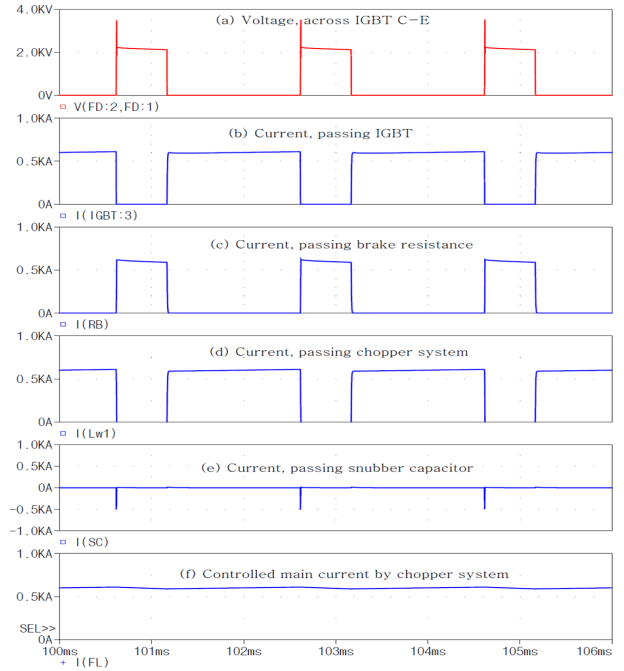 4.0KV
(a) Voltage, across IGBT C-E
2.0KV
0V
V(FD:2,FD:1)
1.0KA
(b) Current, passing IGBT
0.5KA
0A
I(IGBT:3)
1.0KA
(c) Current, passing brake resistance
0.5KA
0A
I(RB)
1.0KA
(d) Current, passing chopper system
0.5KA
0A
I(Lw1)
1.0KA
0.5KA
(e) Current, passing snubber capacitor
0A
-0.5KA
-1.0KA
I(SC)
1.0KA
(f) Controlled main current by chopper system
0.5KA
SEL>>
0A
100ms 101ms 102ms 103ms 104ms 105ms 106ms
I(FL)